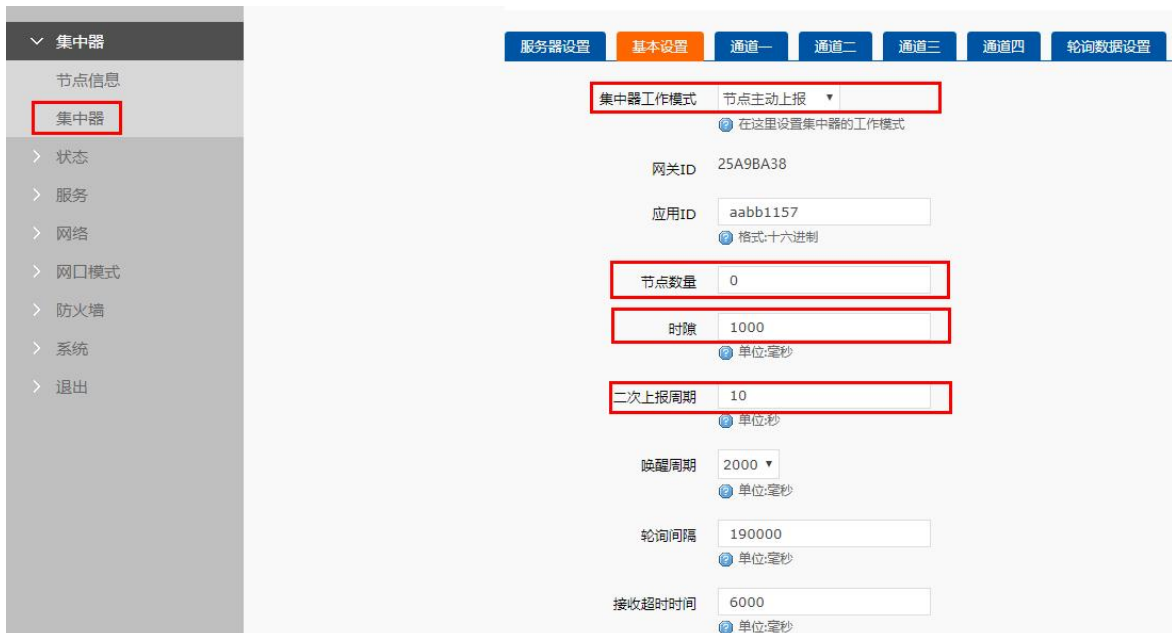 集中器
节点信息
集中器
状态
服务
网络
网口模式
防火墙
系统
退出
服务器设置 基本设置 通道一 通道二 通道三 通道四 轮询数据设置
集中器工作模式 节点主动上报
在这里设置集中器的工作模式
网关ID 25A9BA38
应用ID aabb1157
格式:十六进制
节点数量 0
时隙 1000
单位:毫秒
二次上报周期 10
单位:秒
唤醒周期 2000
单位:毫秒
轮询间隔 190000
单位:毫秒
接收超时时间 6000
单位:毫秒